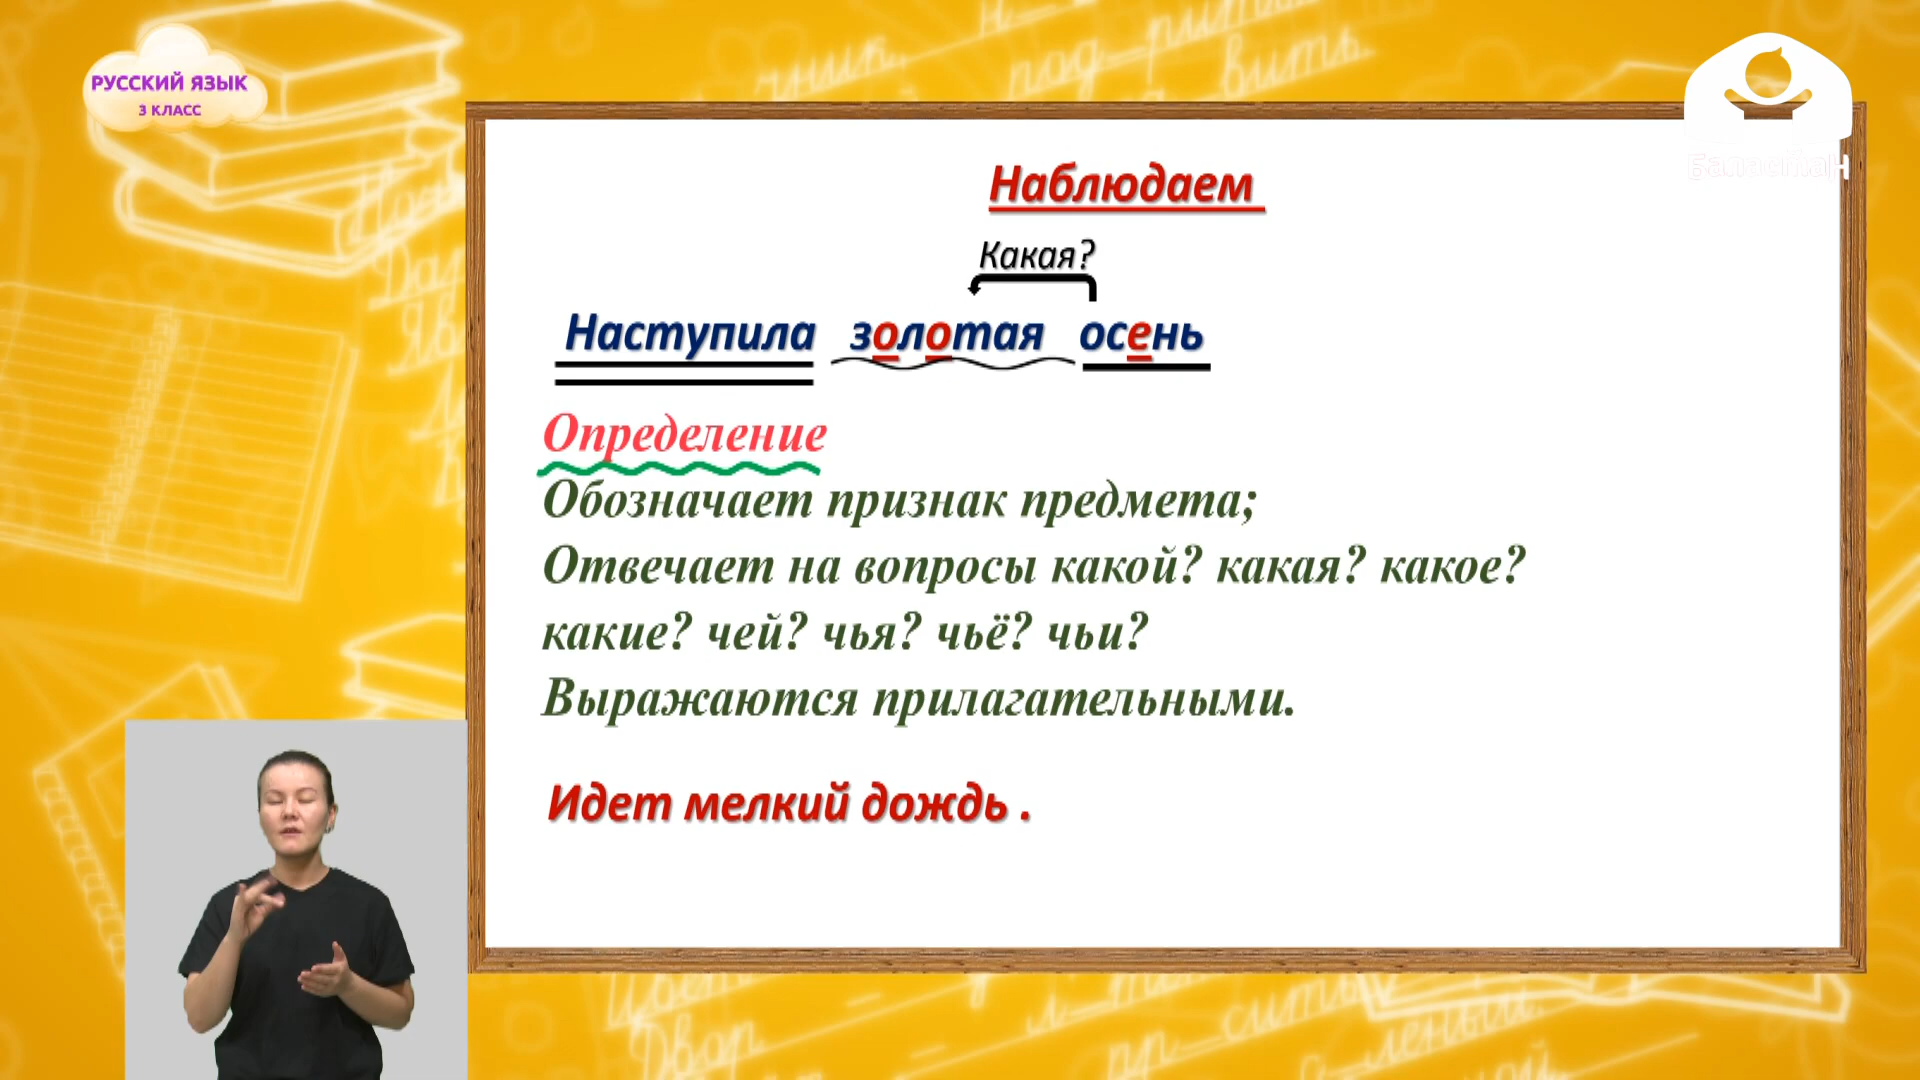 РУССКИЙ ЯЗЫК
3 КЛАСС
Баластан
Наблюдаем
Какая?
Наступила золотая осень
Определение
Обозначает признак предмета;
Отвечает на вопросы какой? какая? какое?
какие? чей? чья? чьё? чьи?
Выражаются прилагательными.
Идет мелкий дождь .